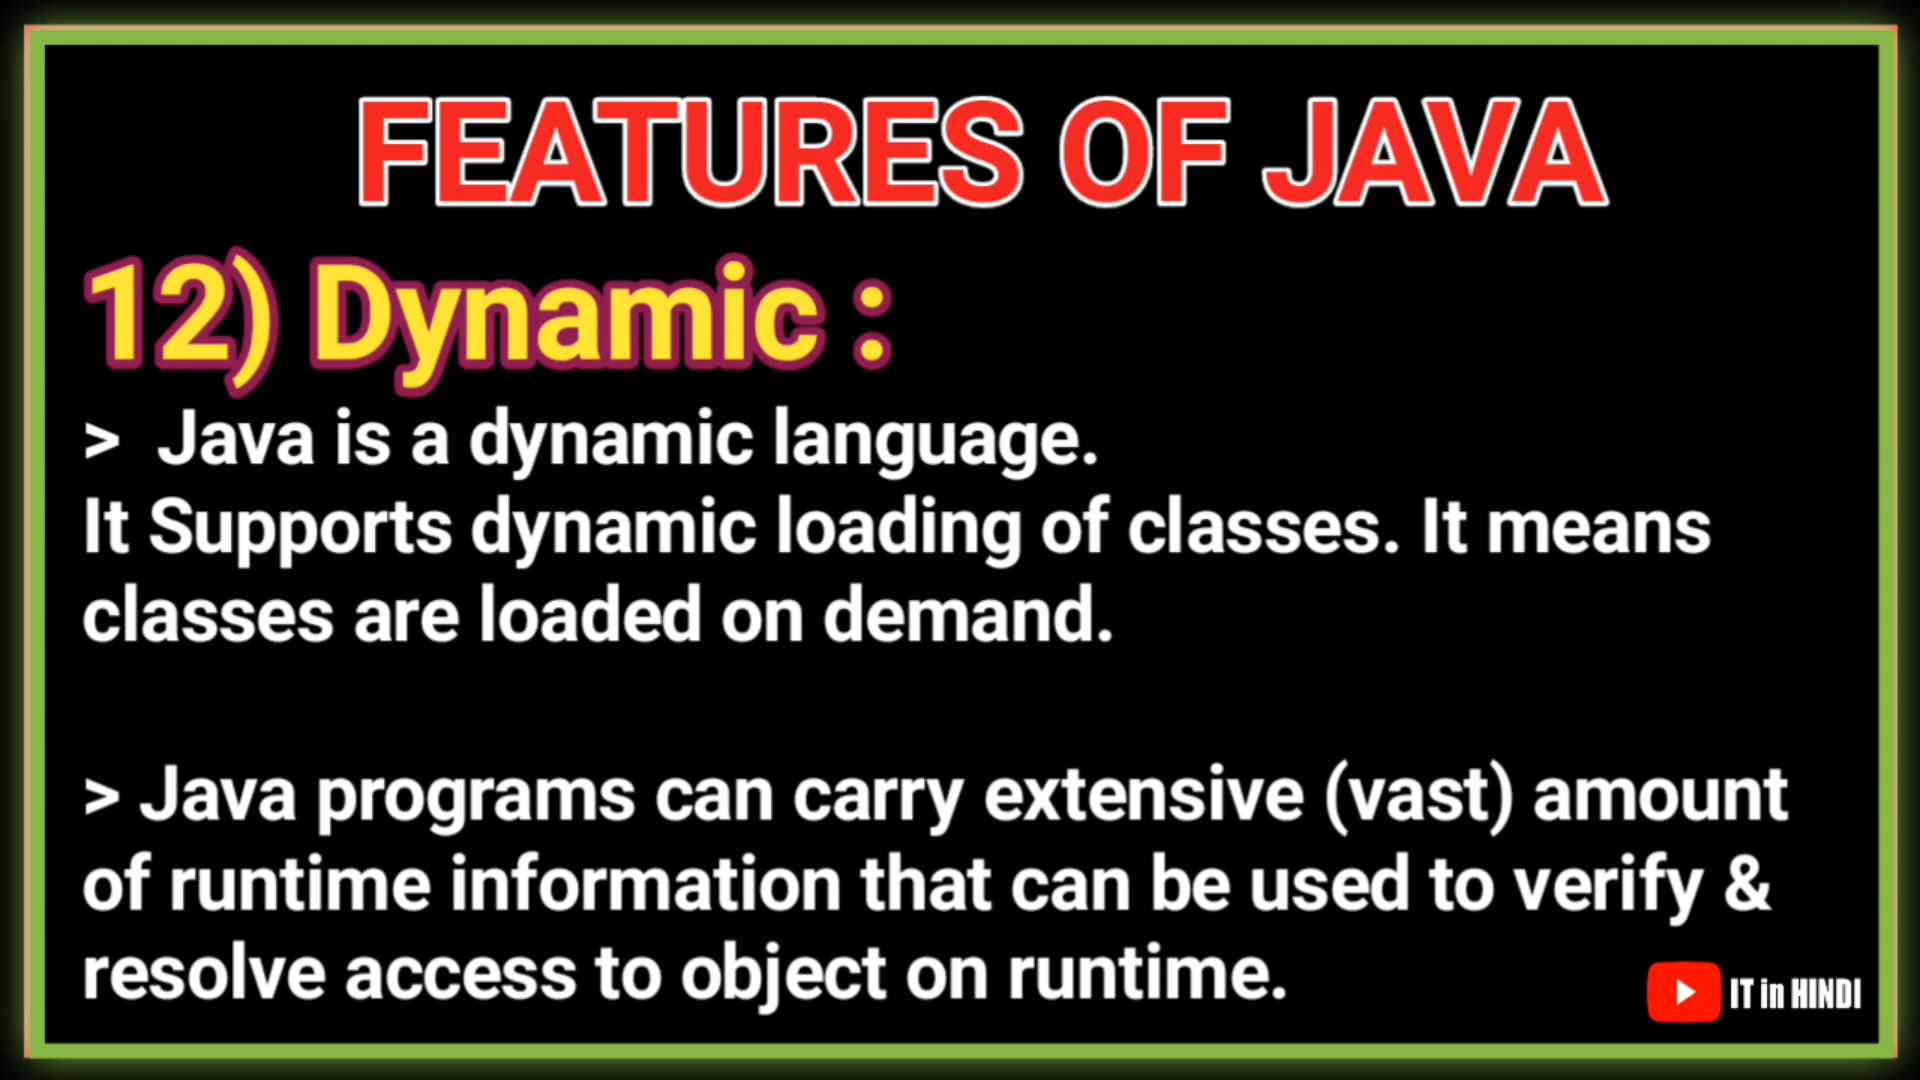 FEATURES OF JAVA
12) Dynamic :
> Java is a dynamic language.
It Supports dynamic loading of classes. It means
classes are loaded on demand.
> Java programs can carry extensive (vast) amount
of runtime information that can be used to verify &
resolve access to object on runtime.
IT in HINDI